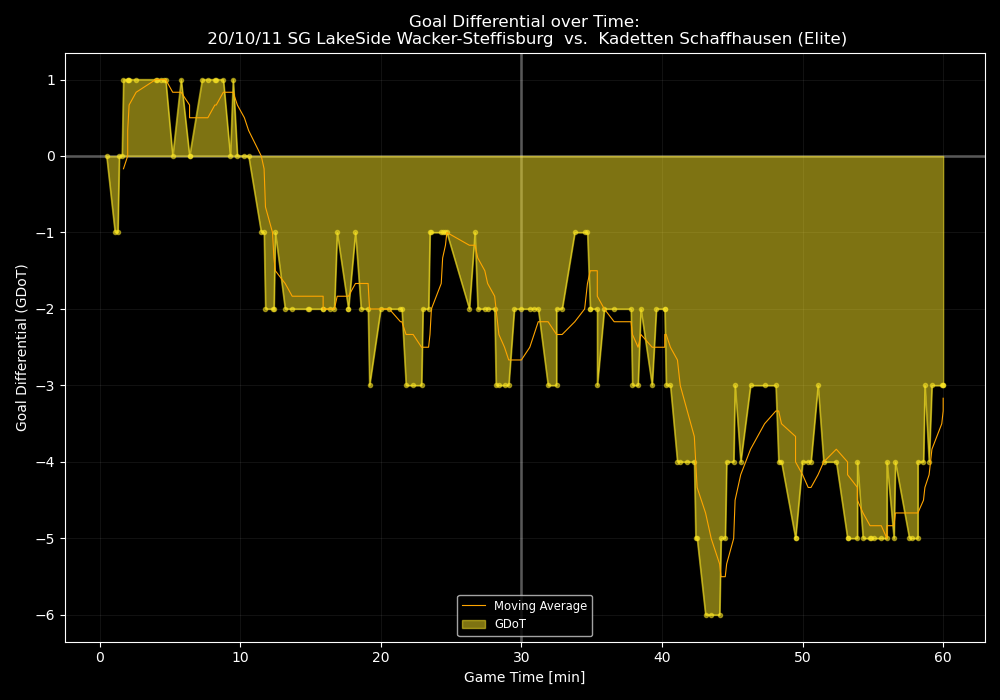 Goal Differential over Time:
20/10/11 SG LakeSide Wacker-Steffisburg  vs.  Kadetten Schaffhausen (Elite)
Goal Differential (GDoT)
1
0
−1
−2
−3
−4
−5
−6
Moving Average
GDoT
0 10 20 30 40 50 60
Game Time [min]